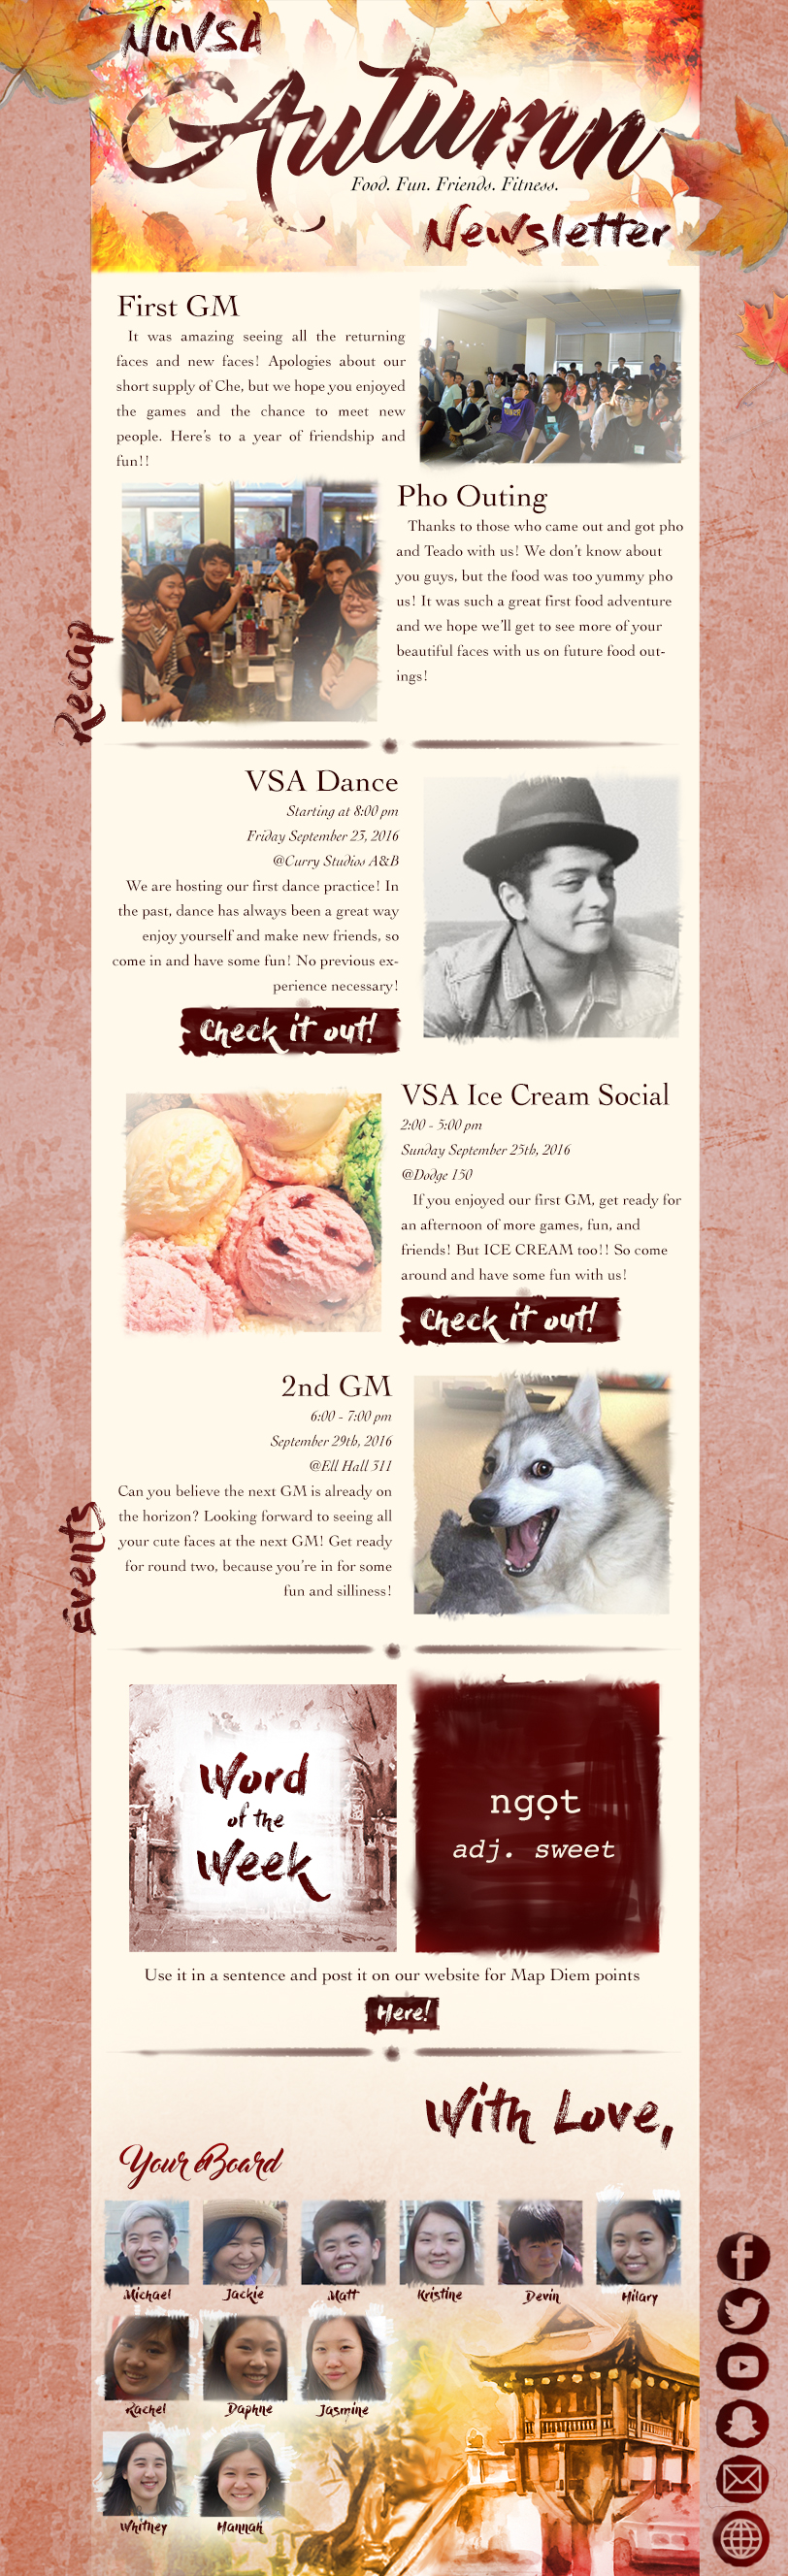 NuVSA
Autumn
Food. Fun. Friends. Fitness.
Newsletter
First GM
It was amazing seeing all the returning
faces and new faces! Apologies about our
short supply of Che, but we hope you enjoyed
the games and the chance to meet new
people. Here's to a year of friendship and
fun!!
Recap
Pho Outing
Thanks to those who came out and got pho
and Teado with us! We don't know about
you guys, but the food was too yummy pho
us! It was such a great first food adventure
and we hope we'll get to see more of your
beautiful faces with us on future food out-
ings!
VSA Dance
Starting at 8:00 pm
Friday September 23, 2016
@Curry Studios A&B
We are hosting our first dance practice! In
the past, dance has always been a great way
enjoy yourself and make new friends, so
come in and have some fun! No previous ex-
perience necessary!
Check it out!
VSA Ice Cream Social
2:00 - 5:00 pm
Sunday September 25th, 2016
@Dodge 150
If you enjoyed our first GM, get ready for
an afternoon of more games, fun, and
friends! But ICE CREAM too!! So come
around and have some fun with us!
Check it out!
Events
2nd GM
6:00 - 7:00 pm
September 29th, 2016
@Ell Hall 311
Can you believe the next GM is already on
the horizon? Looking forward to seeing all
your cute faces at the next GM! Get ready
for round two, because you're in for some
fun and silliness!
Word
of the
Week
ngọt
adj. sweet
Use it in a sentence and post it on our website for Map Diem points
Here!
With Love,
Your Board
Michael Jackie Matt Kristine Devin Hilary
Rachel Daphne Jasmine
Whitney Hannah